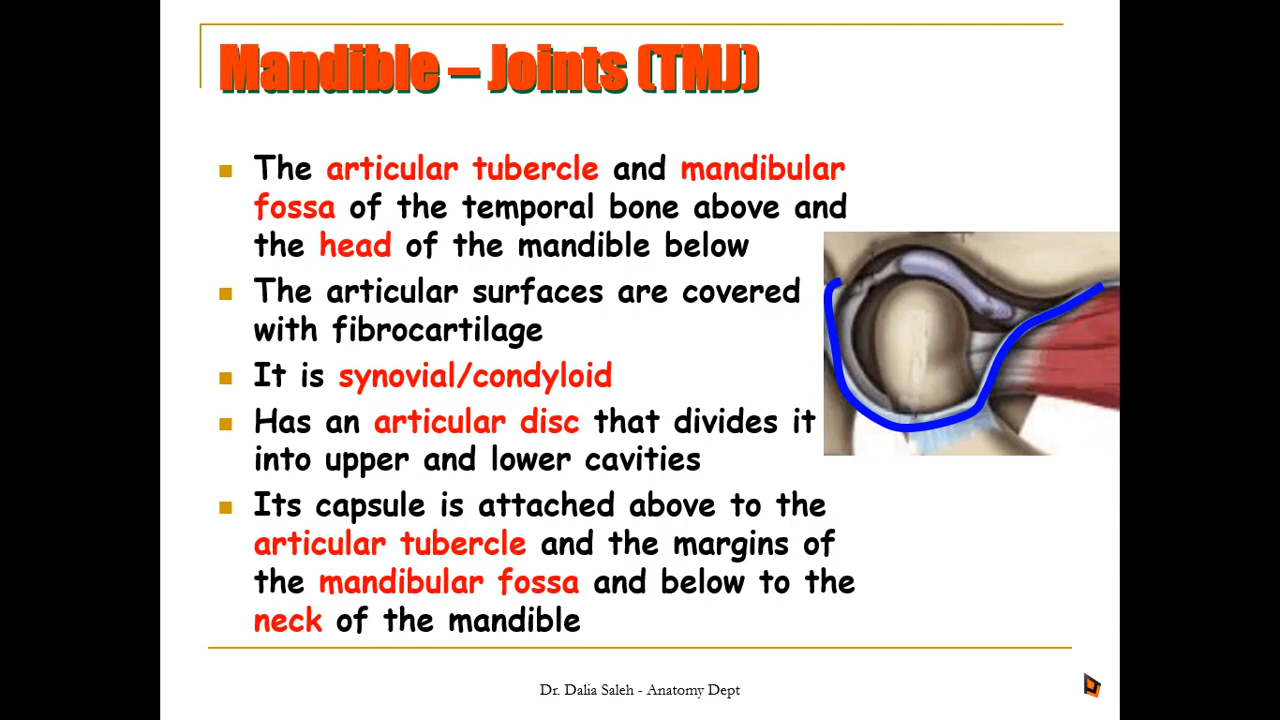 Mandible – Joints (TMJ)
The articular tubercle and mandibular
fossa of the temporal bone above and
the head of the mandible below
The articular surfaces are covered
with fibrocartilage
It is synovial/condyloid
Has an articular disc that divides it
into upper and lower cavities
Its capsule is attached above to the
articular tubercle and the margins of
the mandibular fossa and below to the
neck of the mandible
Dr. Dalia Saleh - Anatomy Dept